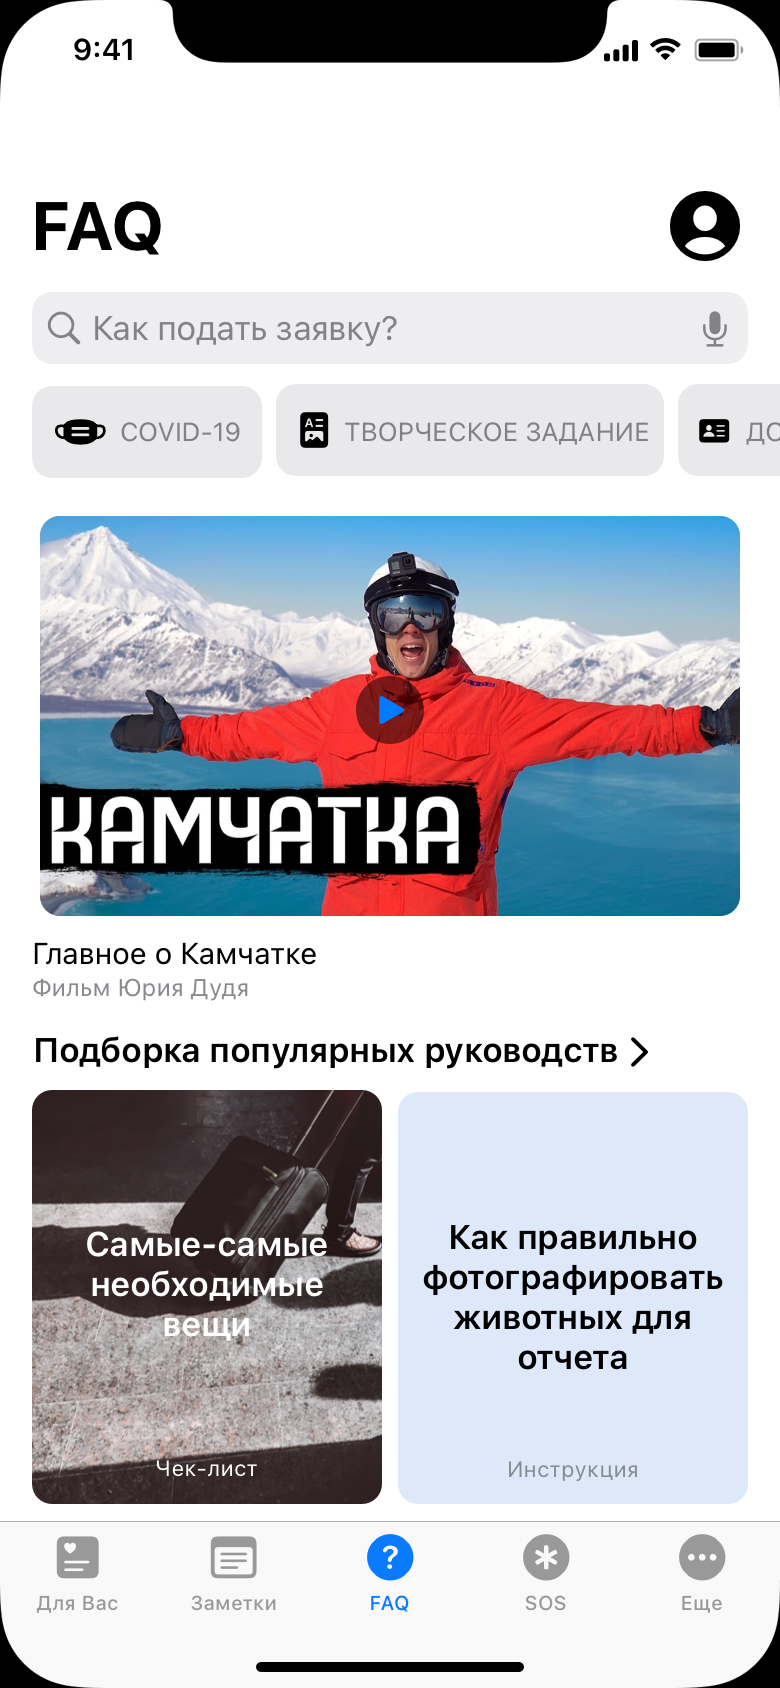 9:41
FAQ
Как подать заявку?
COVID-19
ТВОРЧЕСКОЕ ЗАДАНИЕ
ДО
КАМЧАТКА
Главное о Камчатке
Фильм Юрия Дудя
Подборка популярных руководств
Самые-самые
необходимые
вещи
Чек-лист
Как правильно
фотографировать
животных для
отчета
Инструкция
Для Вас
Заметки
FAQ
SOS
Еще